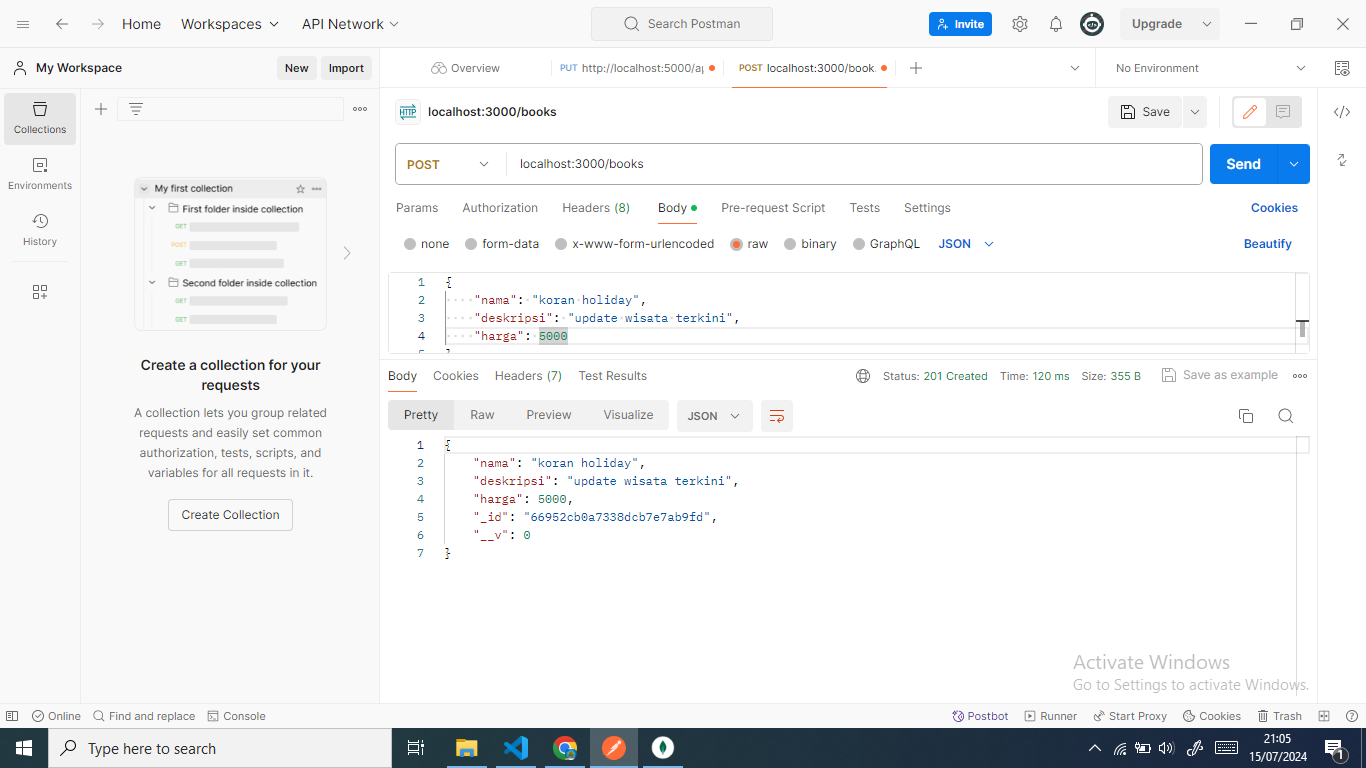 Home Workspaces API Network Search Postman Invite Upgrade
My Workspace New Import Overview PUT http://localhost:5000/ap POST localhost:3000/book. No Environment
Collections
Environments
History
My first collection
First folder inside collection
GET
POST
GET
Second folder inside collection
GET
GET
Create a collection for your
requests
A collection lets you group related
requests and easily set common
authorization, tests, scripts, and
variables for all requests in it.
Create Collection
HTTP localhost:3000/books Save
POST localhost:3000/books Send
Params Authorization Headers (8) Body Pre-request Script Tests Settings Cookies
none form-data x-www-form-urlencoded raw binary GraphQL JSON Beautify
1 {
2 ····"nama":·"koran·holiday",
3 ····"deskripsi":·"update·wisata·terkini",
4 ····"harga":·5000
5 }
Body Cookies Headers (7) Test Results Status: 201 Created Time: 120 ms Size: 355 B Save as example
Pretty Raw Preview Visualize JSON
1 {
2 "nama": "koran holiday",
3 "deskripsi": "update wisata terkini",
4 "harga": 5000,
5 "_id": "66952cb0a7338dcb7e7ab9fd",
6 "__v": 0
7 }
Activate Windows
Go to Settings to activate Windows.
Online Find and replace Console Postbot Runner Start Proxy Cookies Trash
Type here to search
21:05
15/07/2024
1